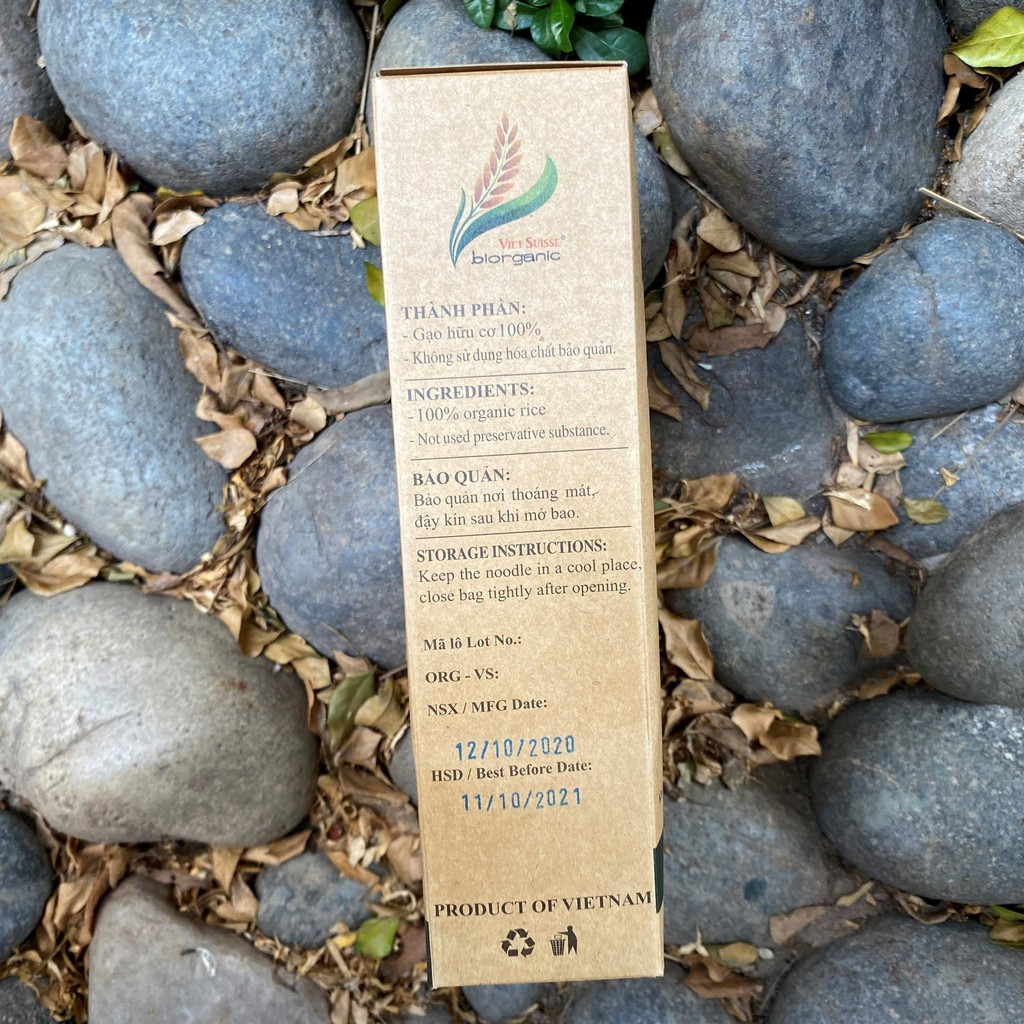 VIET SUISSE®
biorganic
THÀNH PHẦN:
- Gạo hữu cơ 100%
- Không sử dụng hóa chất bảo quản.
INGREDIENTS:
-100% organic rice
- Not used preservative substance.
BẢO QUẢN:
Bảo quản nơi thoáng mát,
đậy kín sau khi mở bao.
STORAGE INSTRUCTIONS:
Keep the noodle in a cool place,
close bag tightly after opening.
Mã lô Lot No.:
ORG - VS:
NSX / MFG Date:
12/10/2020
HSD / Best Before Date:
11/10/2021
PRODUCT OF VIETNAM